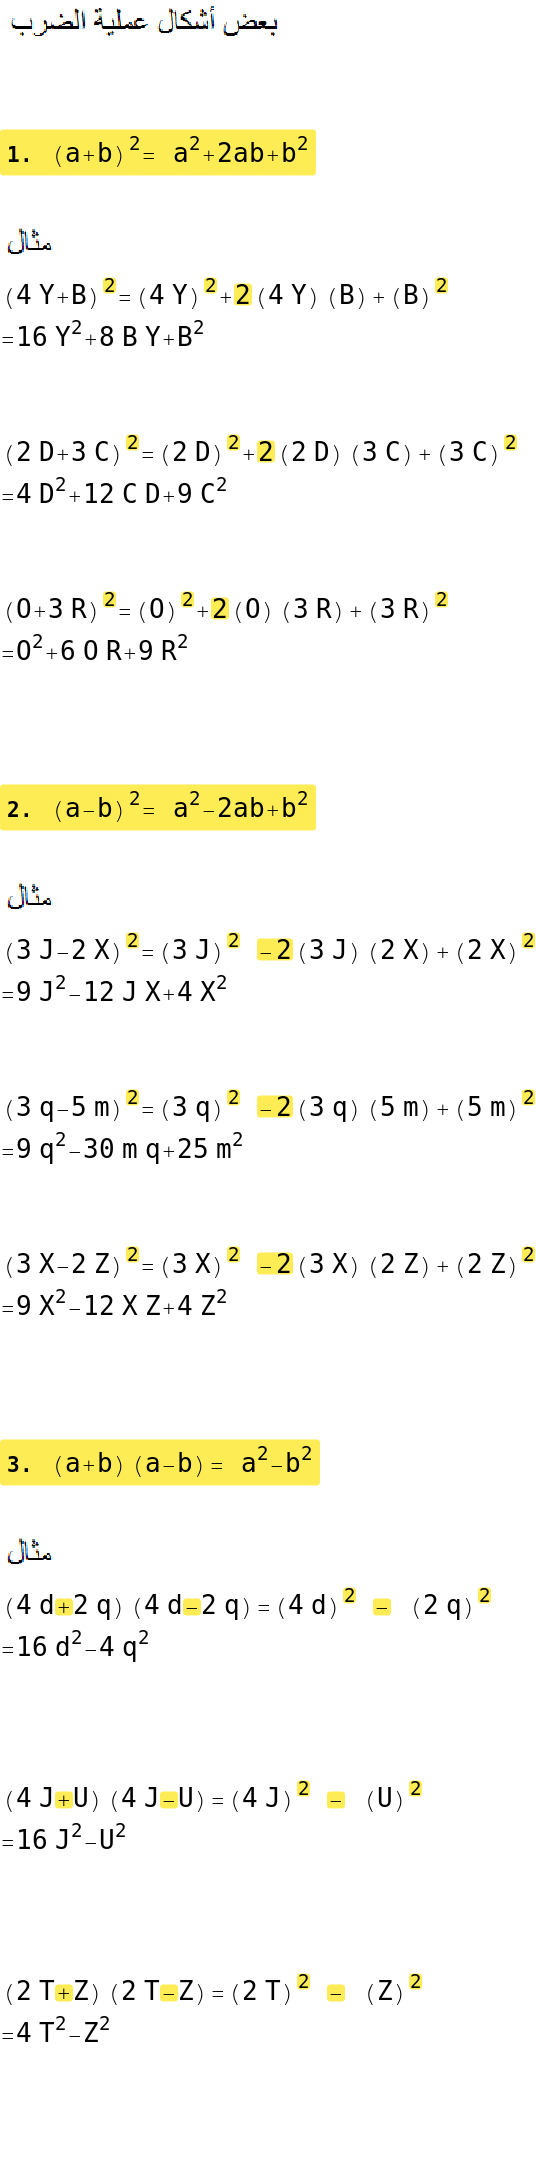 بعض أشكال عملية الضرب
1. (a+b)²= a²+2ab+b²
مثال
(4 Y+B)²=(4 Y)²+2(4 Y) (B)+(B)²
=16 Y²+8 B Y+B²
(2 D+3 C)²=(2 D)²+2(2 D) (3 C)+(3 C)²
=4 D²+12 C D+9 C²
(O+3 R)²=(O)²+2(O) (3 R)+(3 R)²
=O²+6 O R+9 R²
2. (a−b)²= a²−2ab+b²
مثال
(3 J−2 X)²=(3 J)² −2(3 J) (2 X)+(2 X)²
=9 J²−12 J X+4 X²
(3 q−5 m)²=(3 q)² −2(3 q) (5 m)+(5 m)²
=9 q²−30 m q+25 m²
(3 X−2 Z)²=(3 X)² −2(3 X) (2 Z)+(2 Z)²
=9 X²−12 X Z+4 Z²
3. (a+b)(a−b)= a²−b²
مثال
(4 d+2 q) (4 d−2 q)=(4 d)² − (2 q)²
=16 d²−4 q²
(4 J+U) (4 J−U)=(4 J)² − (U)²
=16 J²−U²
(2 T+Z) (2 T−Z)=(2 T)² − (Z)²
=4 T²−Z²